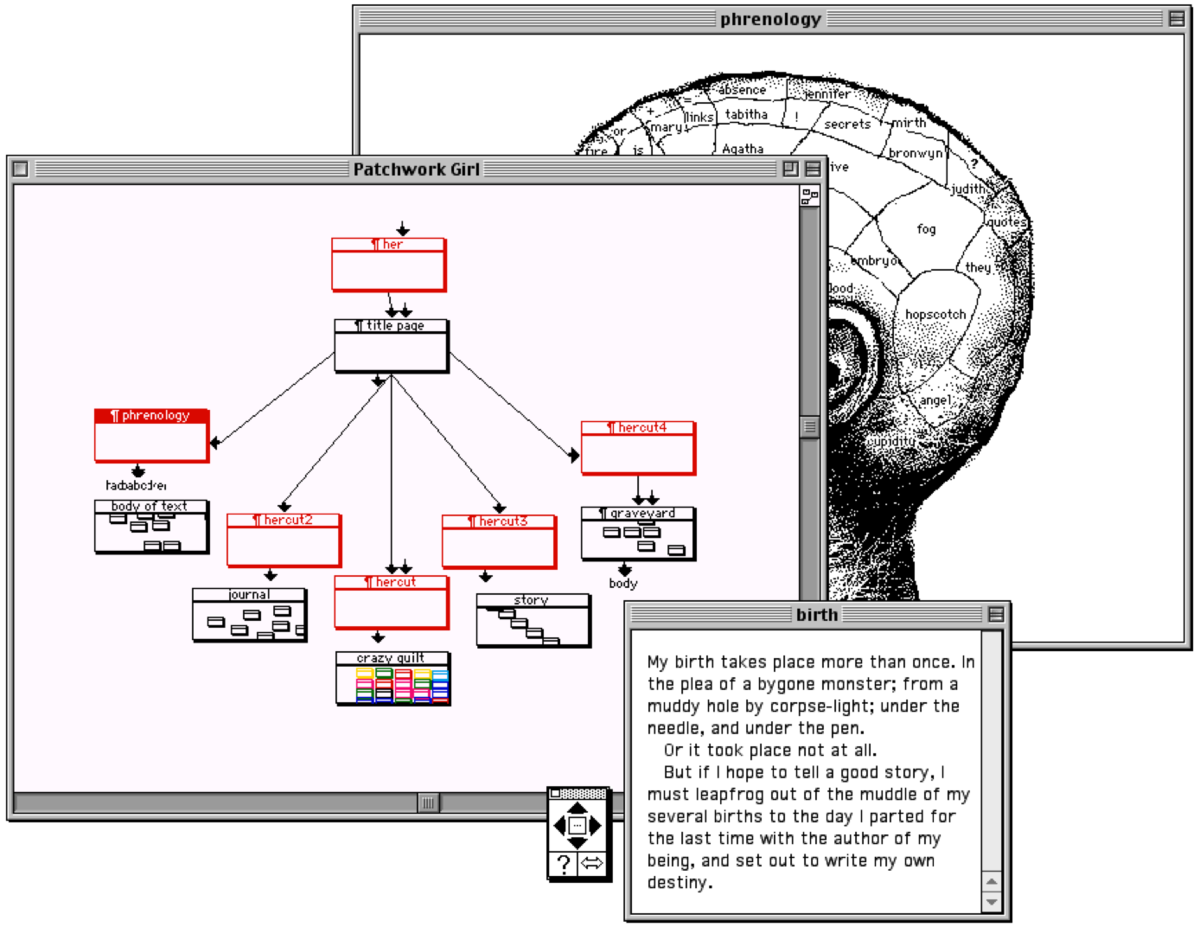 phrenology
absence
jennifer
+
=
links
tabitha
!
secrets
mirth
or
mary
fire
is
Agatha
bronwyn
?
ive
judith
quotes
fog
embryo
they
lood
hopscotch
angel
cupidity
Patchwork Girl
¶ her
¶ title page
¶ phrenology
¶ hercut4
body of text
¶ hercut2
¶ hercut3
¶ graveyard
¶ hercut
body
journal
story
crazy quilt
?
birth
My birth takes place more than once. In
the plea of a bygone monster; from a
muddy hole by corpse-light; under the
needle, and under the pen.
Or it took place not at all.
But if I hope to tell a good story, I
must leapfrog out of the muddle of my
several births to the day I parted for
the last time with the author of my
being, and set out to write my own
destiny.